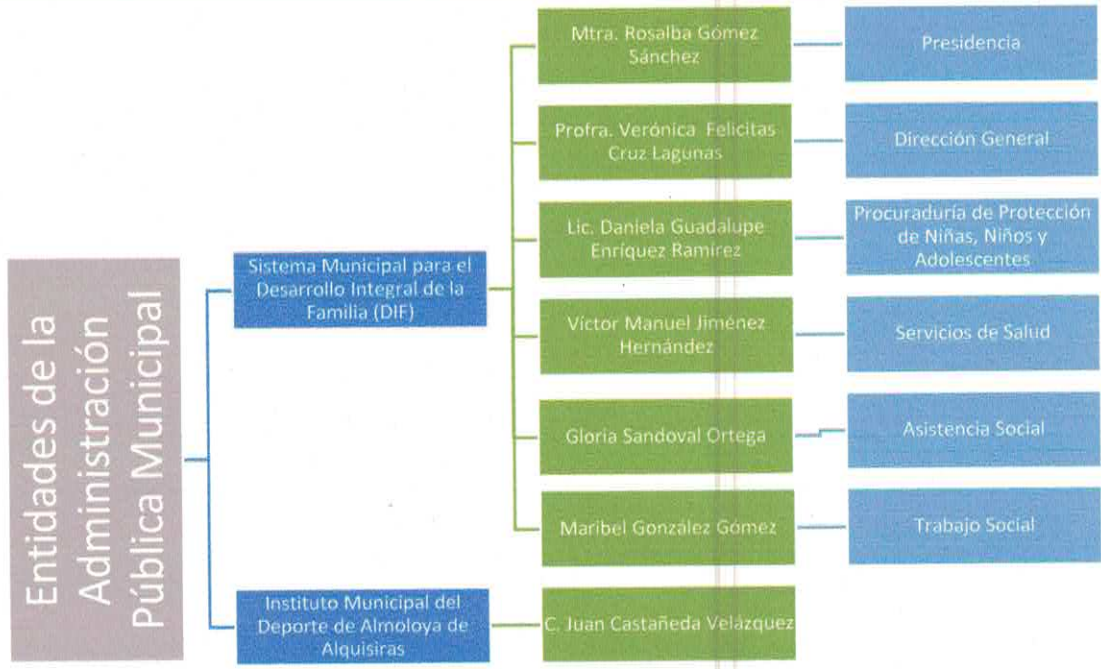 Entidades de la
Administración
Pública Municipal
Sistema Municipal para el
Desarrollo Integral de la
Familia (DIF)
Mtra. Rosalba Gómez
Sánchez
Presidencia
Profra. Verónica Felicitas
Cruz Lagunas
Dirección General
Lic. Daniela Guadalupe
Enríquez Ramírez
Procuraduría de Protección
de Niñas, Niños y
Adolescentes
Víctor Manuel Jiménez
Hernández
Servicios de Salud
Gloria Sandoval Ortega
Asistencia Social
Maribel González Gómez
Trabajo Social
Instituto Municipal del
Deporte de Almoloya de
Alquisiras
C. Juan Castañeda Velázquez